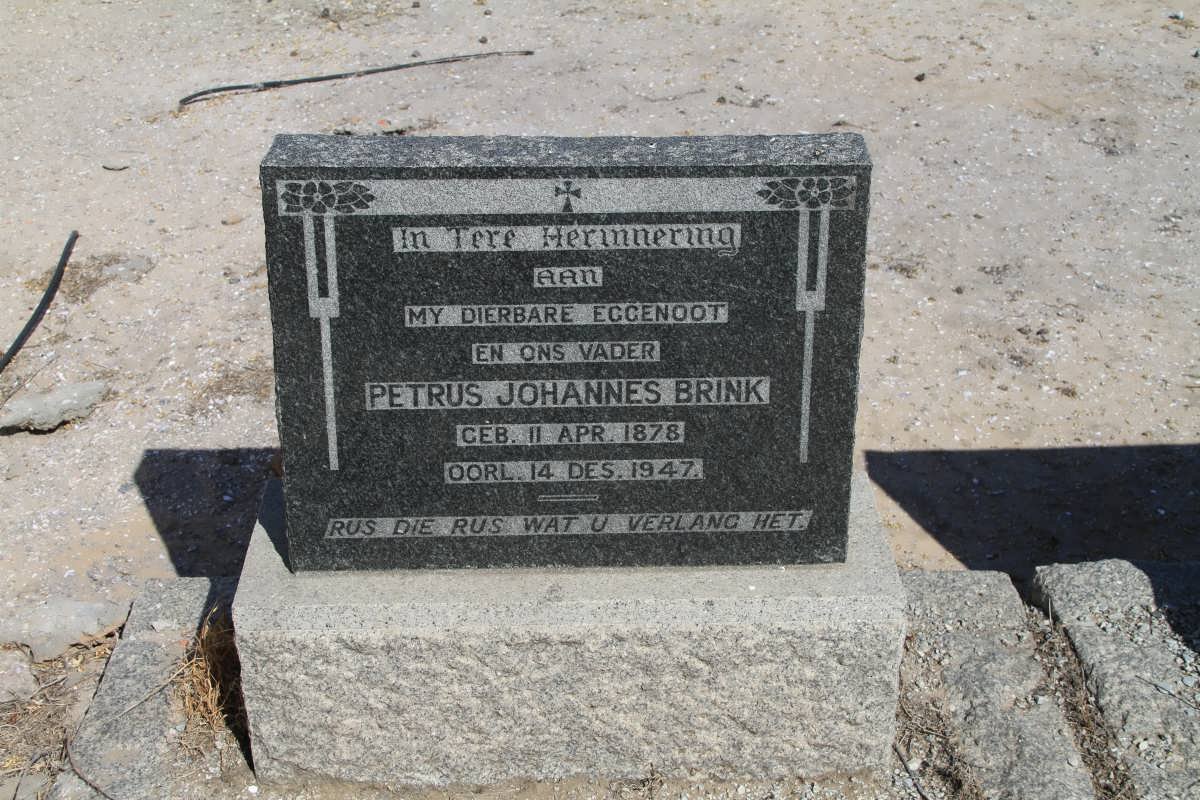 In Tere Herinnering
AAN
MY DIERBARE EGGENOOT
EN ONS VADER
PETRUS JOHANNES BRINK
GEB. 11 APR. 1878
OORL. 14 DES. 1947.
RUS DIE RUS WAT U VERLANG HET.